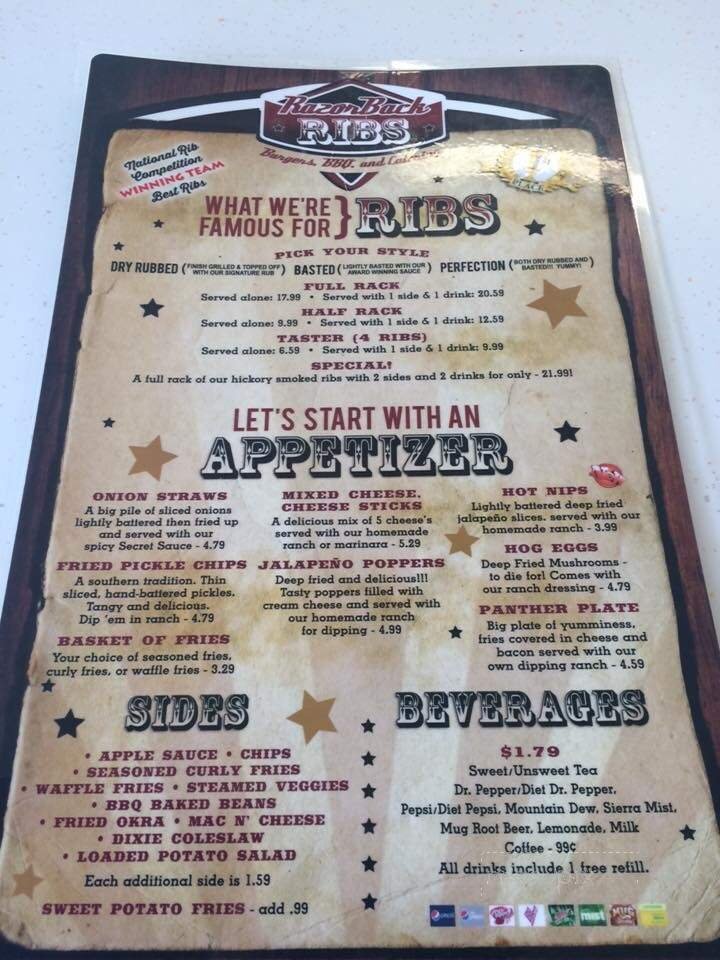 RazorBack
RIBS
Burgers, BBQ, and
National Rib
Competition
WINNING TEAM
Best Ribs
PLACE
WHAT WE'RE
FAMOUS FOR } RIBS
PICK YOUR STYLE
DRY RUBBED (FINISH GRILLED & TOPPED OFF WITH OUR SIGNATURE RUB) BASTED (LIGHTLY BASTED WITH OUR AWARD WINNING SAUCE) PERFECTION (BOTH DRY RUBBED AND BASTED!!! YUMMY!)
FULL RACK
Served alone: 17.99 • Served with 1 side & 1 drink: 20.59
HALF RACK
Served alone: 9.99 • Served with 1 side & 1 drink: 12.59
TASTER (4 RIBS)
Served alone: 6.59 • Served with 1 side & 1 drink: 9.99
SPECIAL!
A full rack of our hickory smoked ribs with 2 sides and 2 drinks for only - 21.99!
LET'S START WITH AN
APPETIZER
ONION STRAWS
A big pile of sliced onions
lightly battered then fried up
and served with our
spicy Secret Sauce - 4.79
FRIED PICKLE CHIPS
A southern tradition. Thin
sliced, hand-battered pickles.
Tangy and delicious.
Dip 'em in ranch - 4.79
BASKET OF FRIES
Your choice of seasoned fries,
curly fries, or waffle fries - 3.29
MIXED CHEESE,
CHEESE STICKS
A delicious mix of 5 cheese's
served with our homemade
ranch or marinara - 5.29
JALAPEÑO POPPERS
Deep fried and delicious!!!
Tasty poppers filled with
cream cheese and served with
our homemade ranch
for dipping - 4.99
HOT NIPS
Lightly battered deep fried
jalapeño slices. served with our
homemade ranch - 3.99
HOG EGGS
Deep Fried Mushrooms -
to die for! Comes with
our ranch dressing - 4.79
PANTHER PLATE
Big plate of yumminess,
fries covered in cheese and
bacon served with our
own dipping ranch - 4.59
SIDES
• APPLE SAUCE • CHIPS
• SEASONED CURLY FRIES
• WAFFLE FRIES • STEAMED VEGGIES
• BBQ BAKED BEANS
• FRIED OKRA • MAC N' CHEESE
• DIXIE COLESLAW
• LOADED POTATO SALAD
Each additional side is 1.59
SWEET POTATO FRIES - add .99
BEVERAGES
$1.79
Sweet/Unsweet Tea
Dr. Pepper/Diet Dr. Pepper,
Pepsi/Diet Pepsi, Mountain Dew, Sierra Mist,
Mug Root Beer, Lemonade, Milk
Coffee - 99¢
All drinks include 1 free refill.
mist
MUG